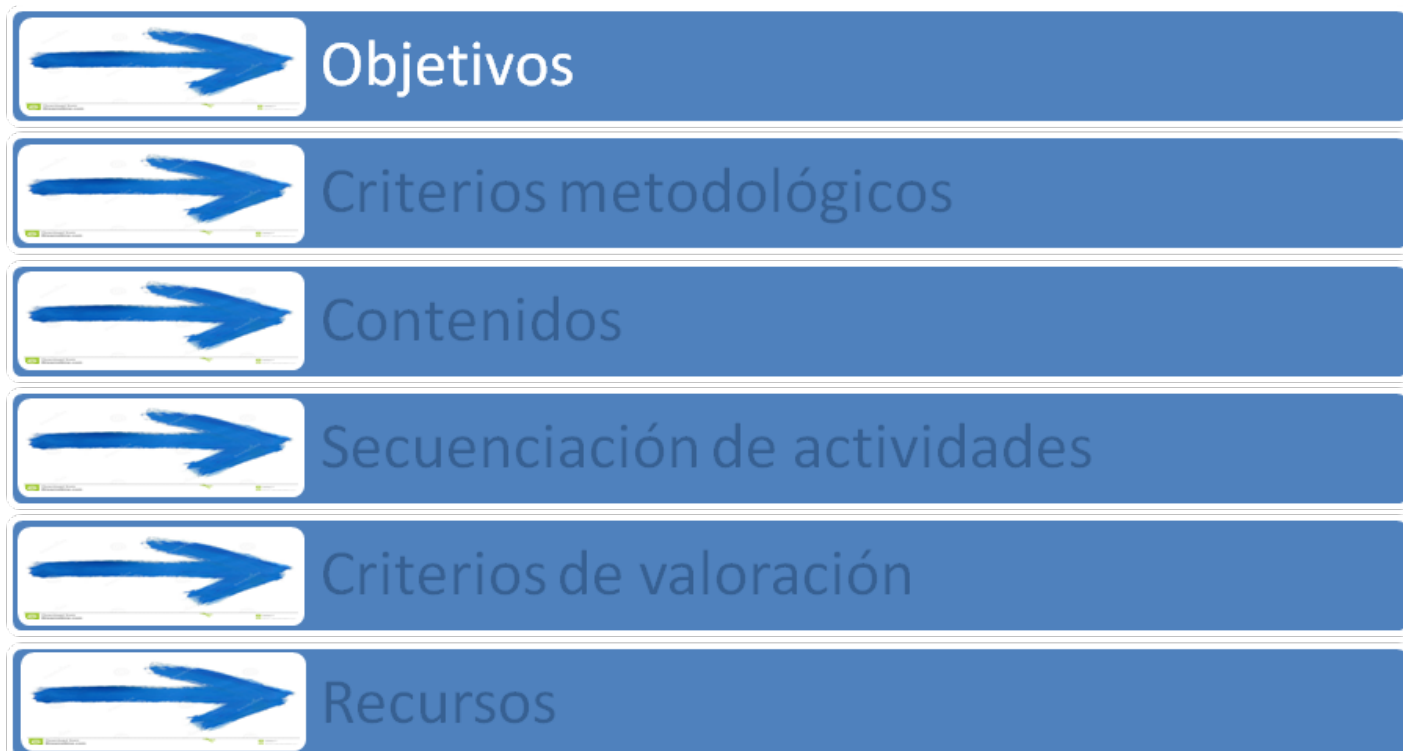 Objetivos
Criterios metodológicos
Contenidos
Secuenciación de actividades
Criterios de valoración
Recursos